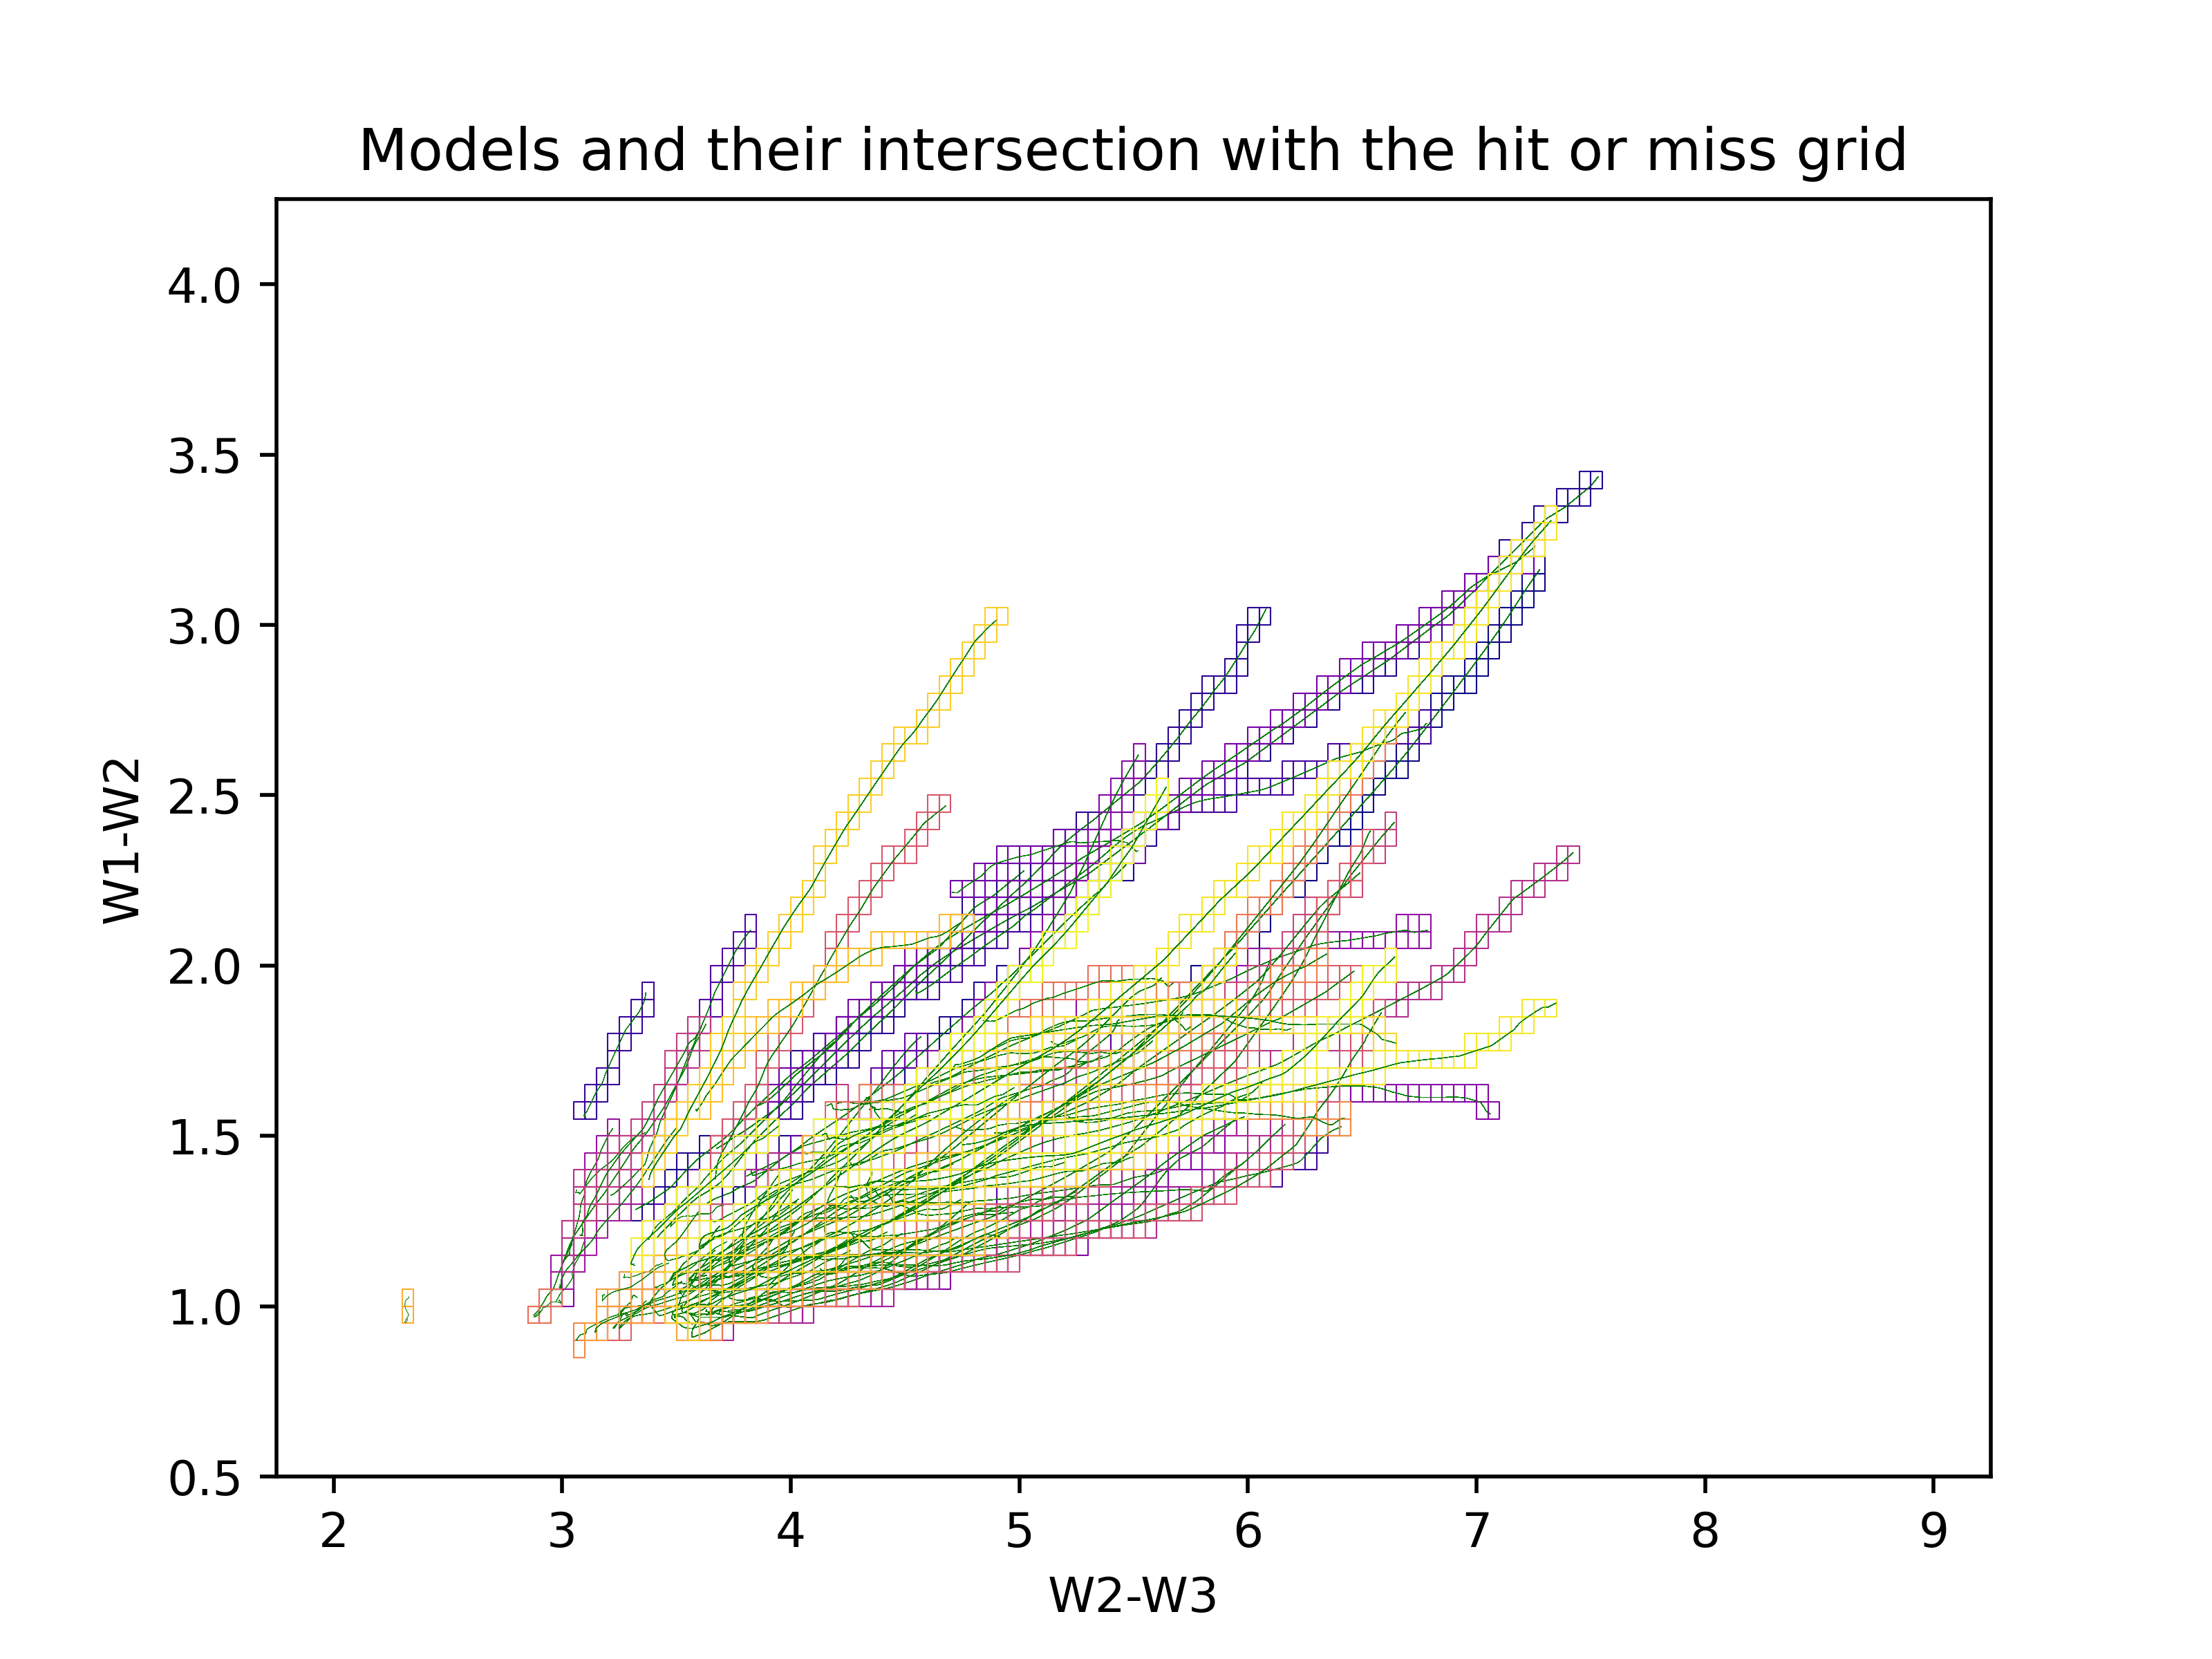 Models and their intersection with the hit or miss grid
4.0
3.5
3.0
2.5
2.0
1.5
1.0
0.5
W1-W2
2 3 4 5 6 7 8 9
W2-W3